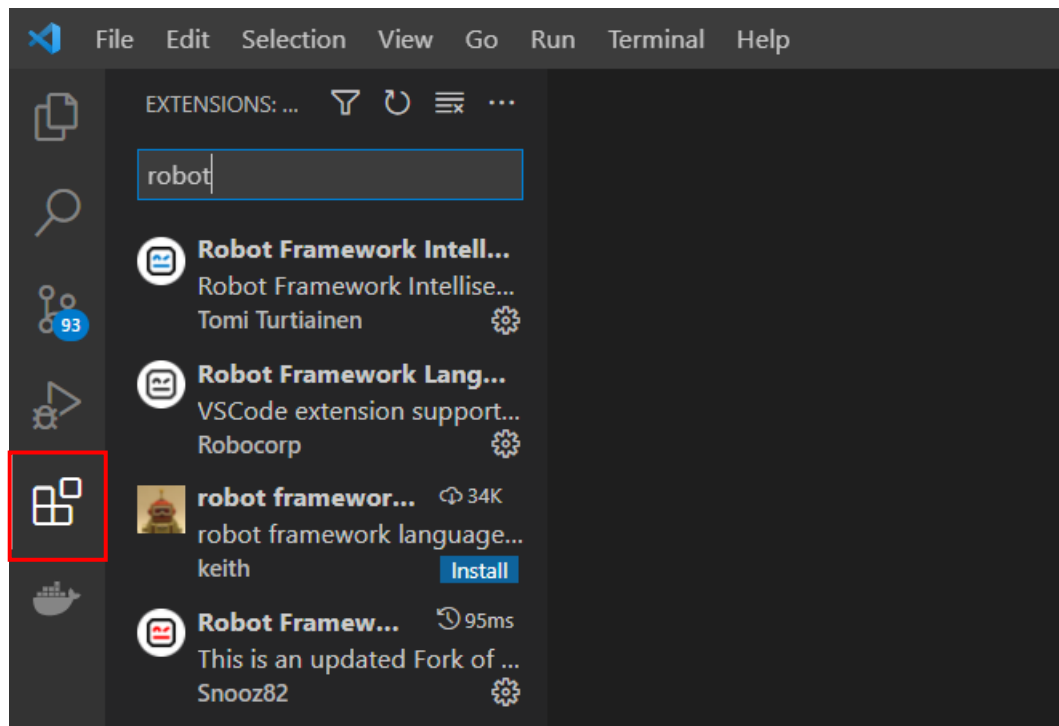 File Edit Selection View Go Run Terminal Help
EXTENSIONS: ...
robot
Robot Framework Intell...
Robot Framework Intellise...
Tomi Turtiainen
93
Robot Framework Lang...
VSCode extension support...
Robocorp
robot framewor... 34K
robot framework language...
keith Install
Robot Framew... 95ms
This is an updated Fork of ...
Snooz82